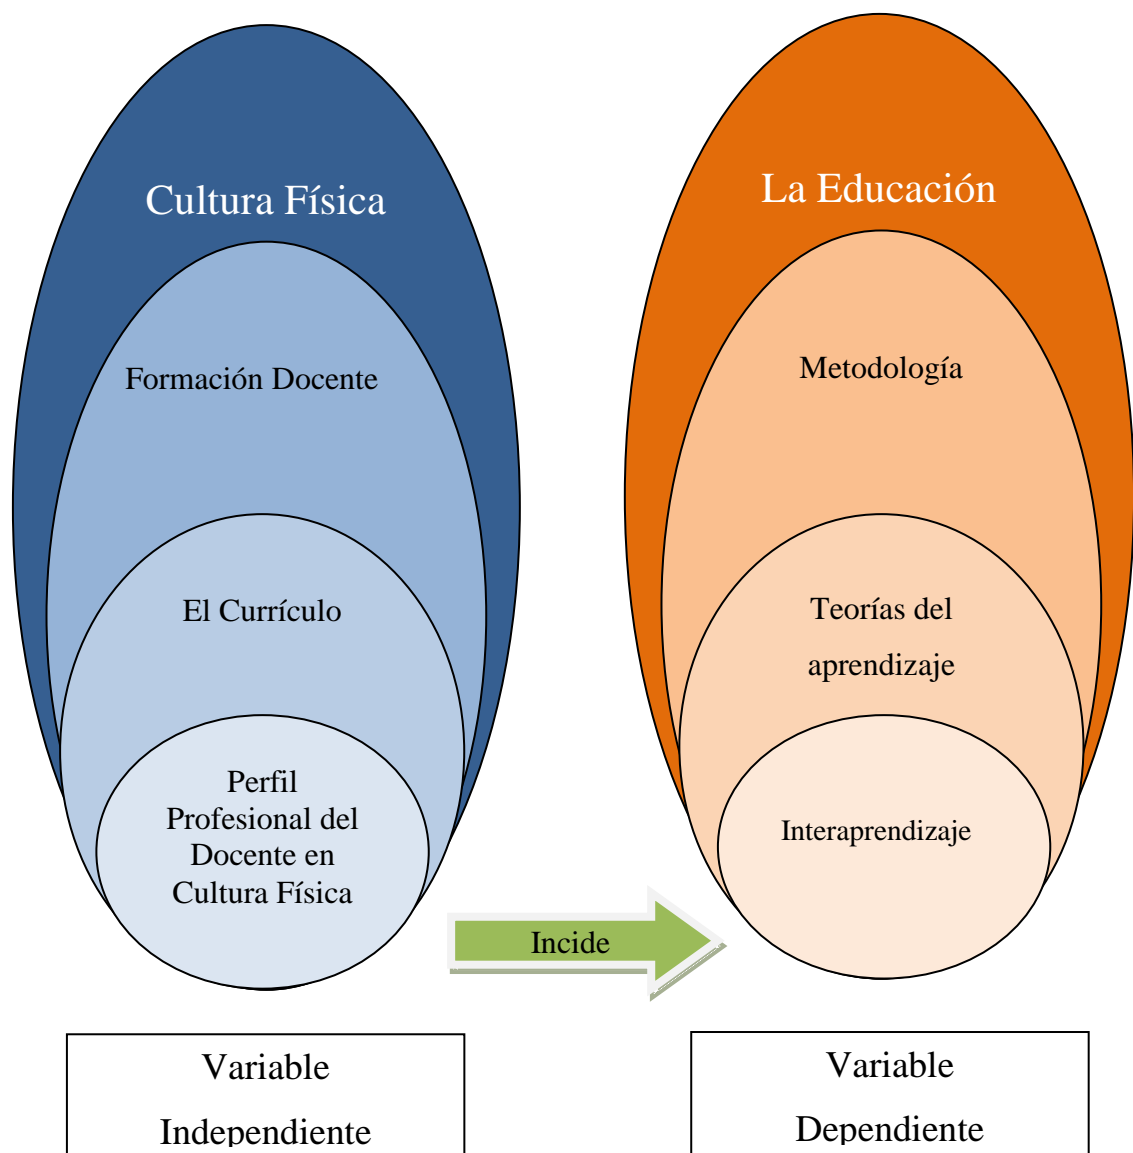 Cultura Física
Formación Docente
El Currículo
Perfil
Profesional del
Docente en
Cultura Física
La Educación
Metodología
Teorías del
aprendizaje
Interaprendizaje
Incide
Variable
Independiente
Variable
Dependiente